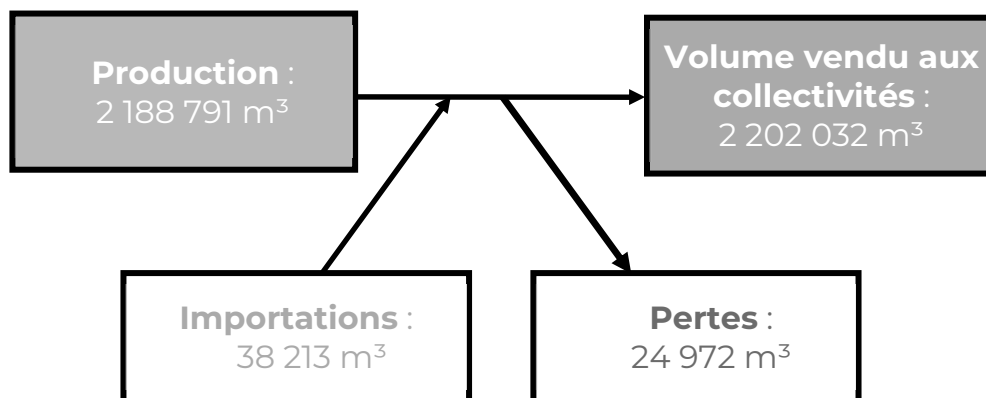 Production :
2 188 791 m³
Volume vendu aux
collectivités :
2 202 032 m³
Importations :
38 213 m³
Pertes :
24 972 m³